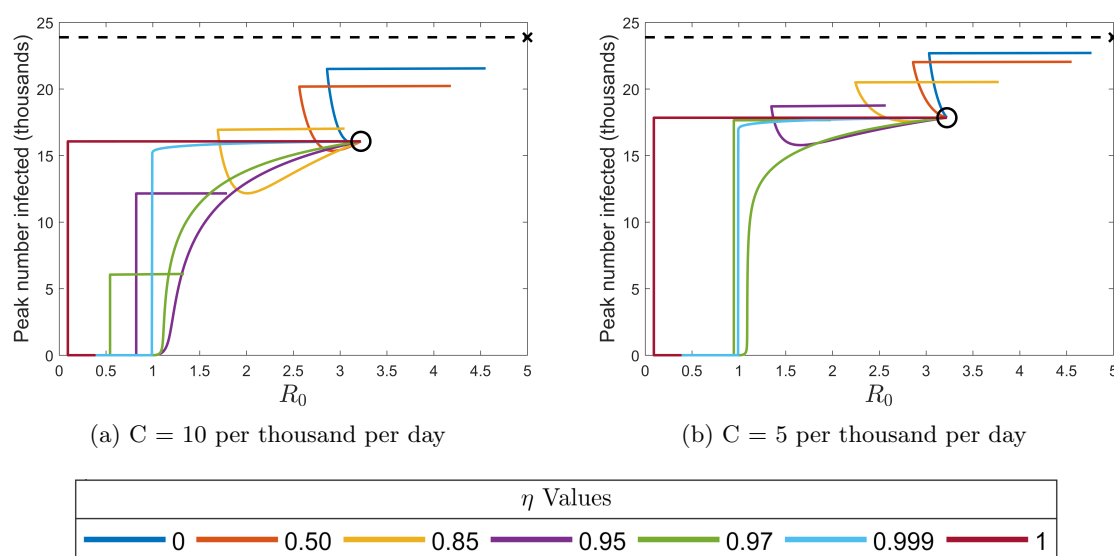 25
20
15
10
5
0
Peak number infected (thousands)
0 0.5 1 1.5 2 2.5 3 3.5 4 4.5 5
R0
(a) C = 10 per thousand per day
25
20
15
10
5
0
Peak number infected (thousands)
0 0.5 1 1.5 2 2.5 3 3.5 4 4.5 5
R0
(b) C = 5 per thousand per day
η Values
0 0.50 0.85 0.95 0.97 0.999 1